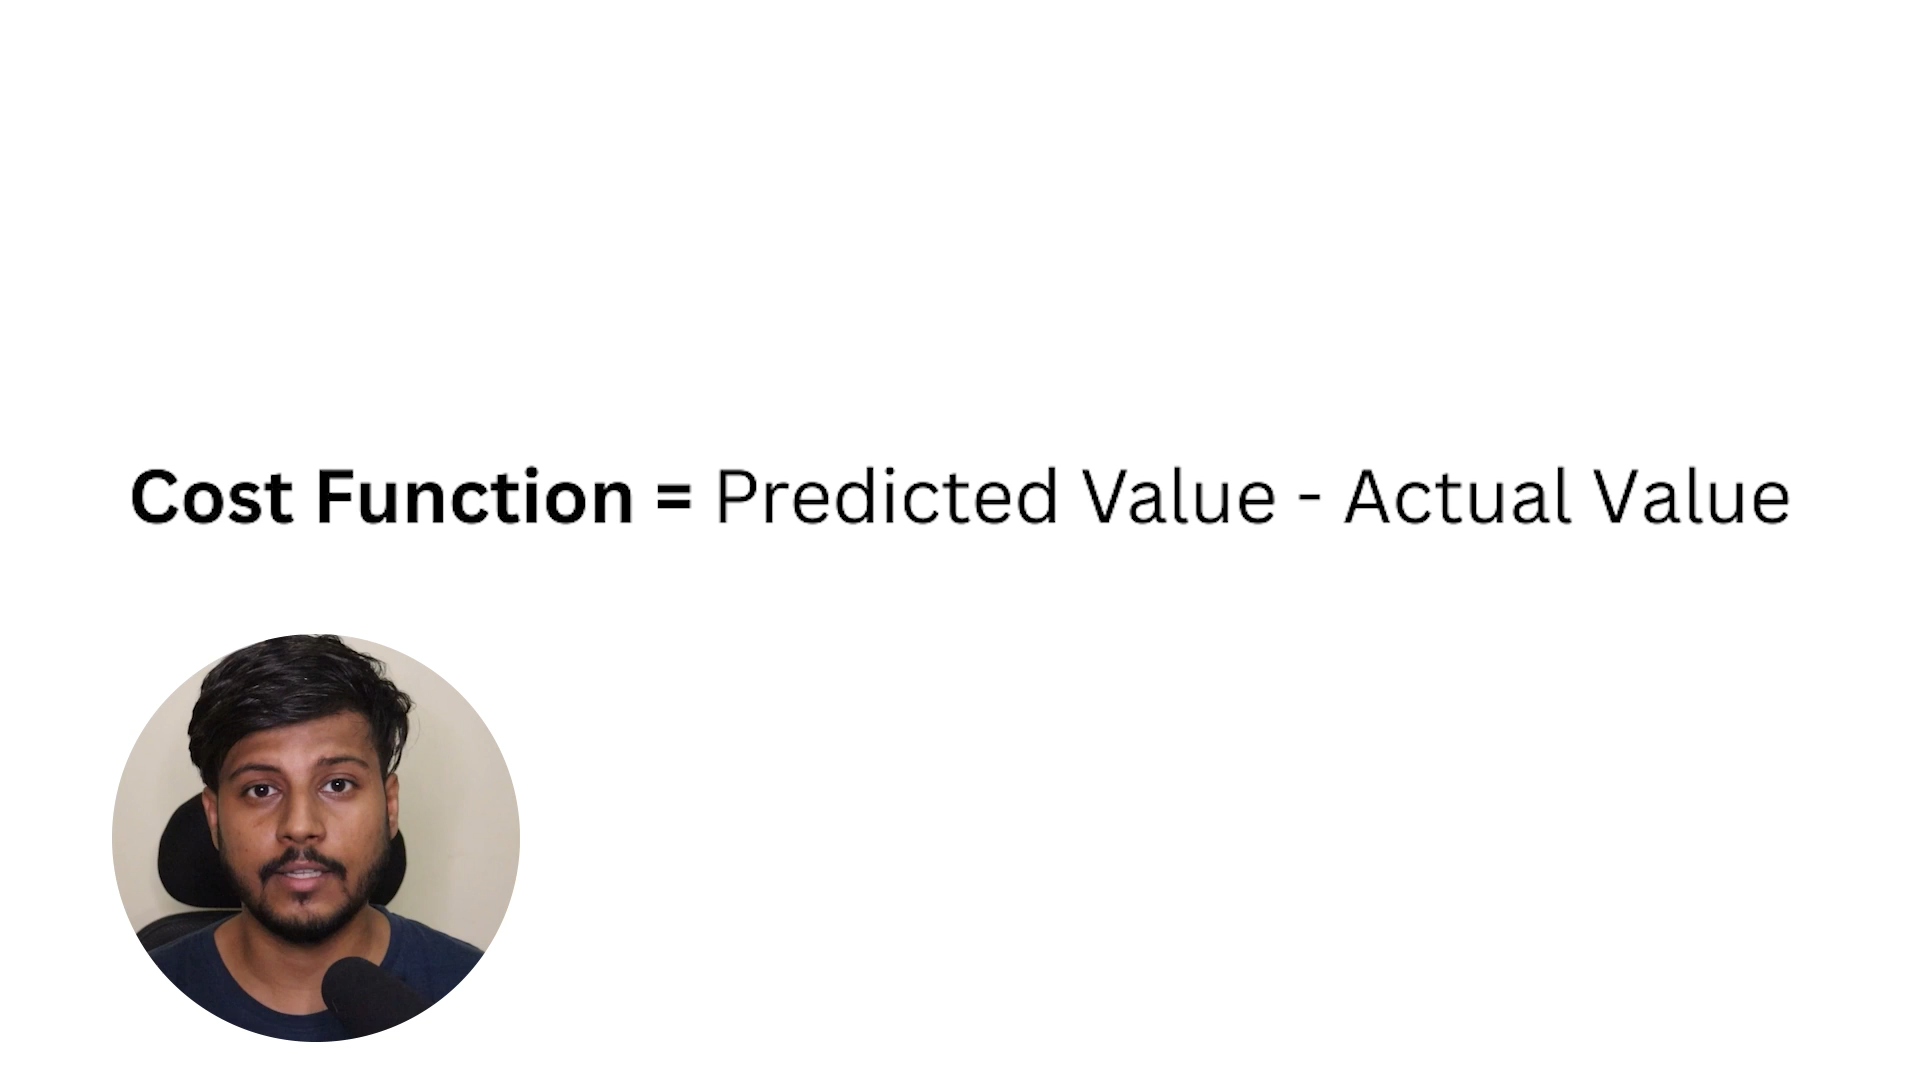 Cost Function = Predicted Value - Actual Value